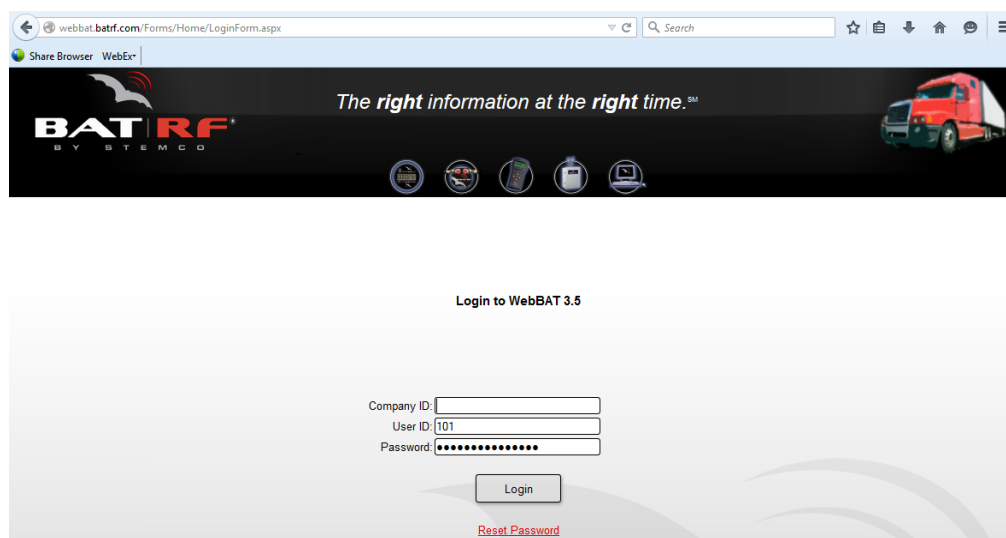 webbat.batrf.com/Forms/Home/LoginForm.aspx
Search
Share Browser WebEx
The right information at the right time.SM
BAT RF®
BY STEMCO
Login to WebBAT 3.5
Company ID:
User ID: 101
Password: •••••••••••••••
Login
Reset Password